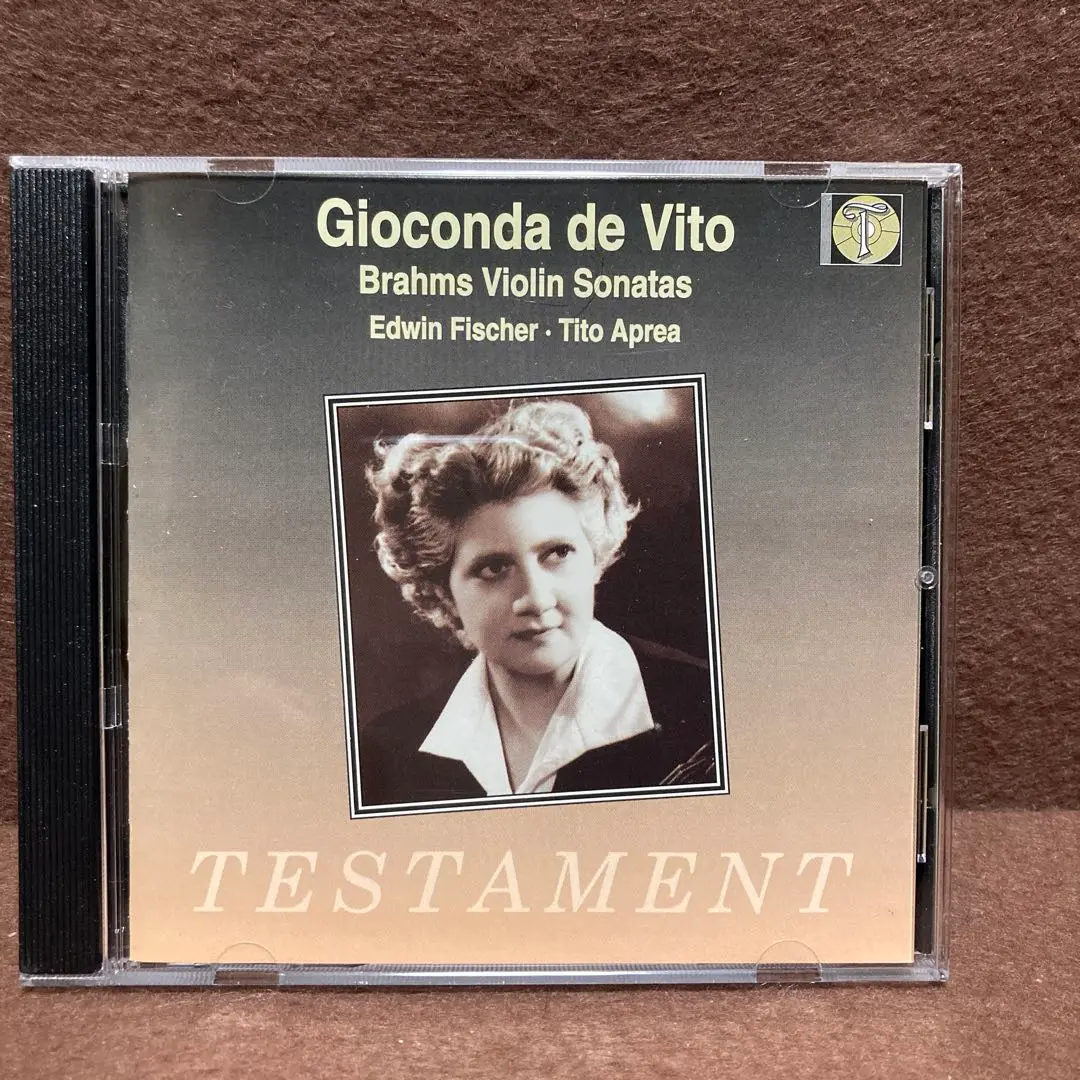 Gioconda de Vito
Brahms Violin Sonatas
Edwin Fischer · Tito Aprea
T
TESTAMENT